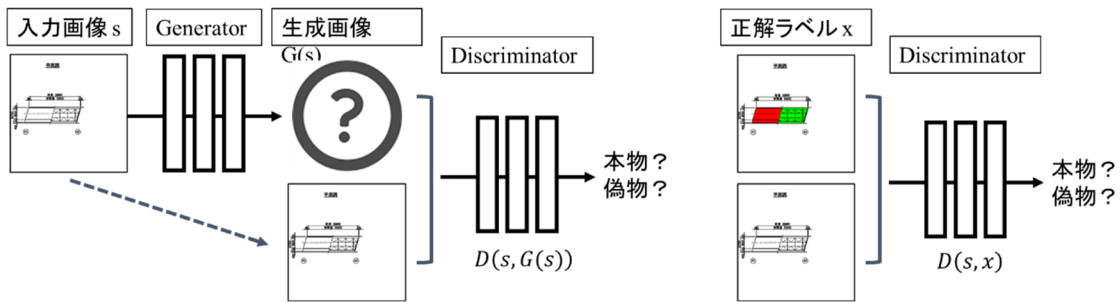 入力画像 s
Generator
生成画像
G(s)
Discriminator
本物？
偽物？
D(s, G(s))
正解ラベル x
Discriminator
本物？
偽物？
D(s, x)